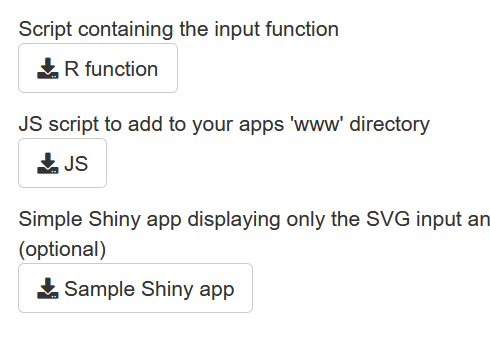 Script containing the input function
R function
JS script to add to your apps 'www' directory
JS
Simple Shiny app displaying only the SVG input an
(optional)
Sample Shiny app